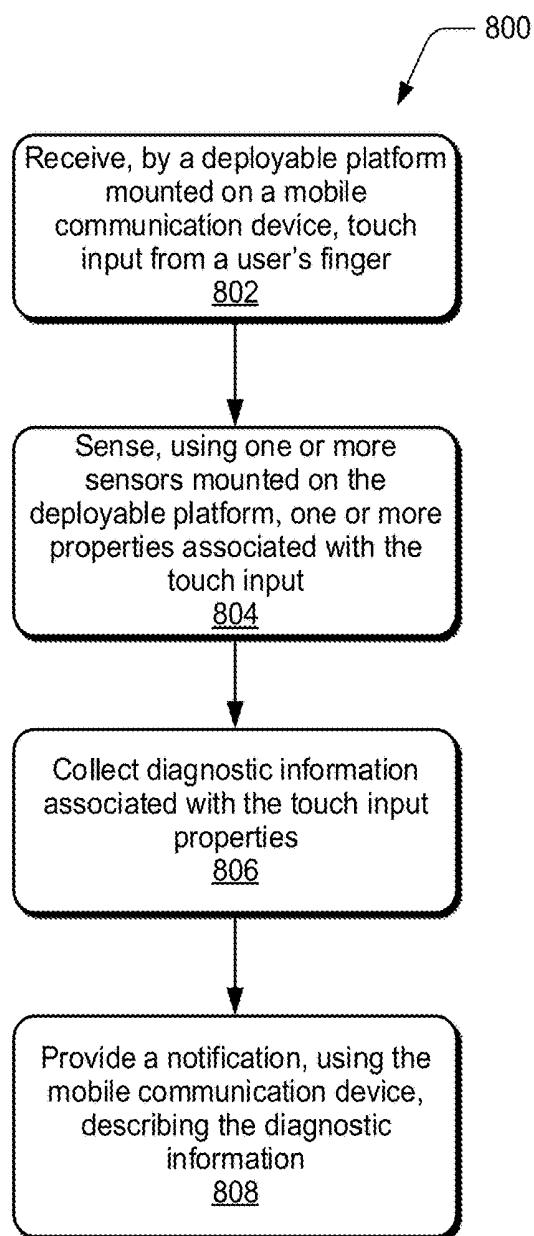 800
Receive, by a deployable platform
mounted on a mobile
communication device, touch
input from a user's finger
802
Sense, using one or more
sensors mounted on the
deployable platform, one or more
properties associated with the
touch input
804
Collect diagnostic information
associated with the touch input
properties
806
Provide a notification, using the
mobile communication device,
describing the diagnostic
information
808